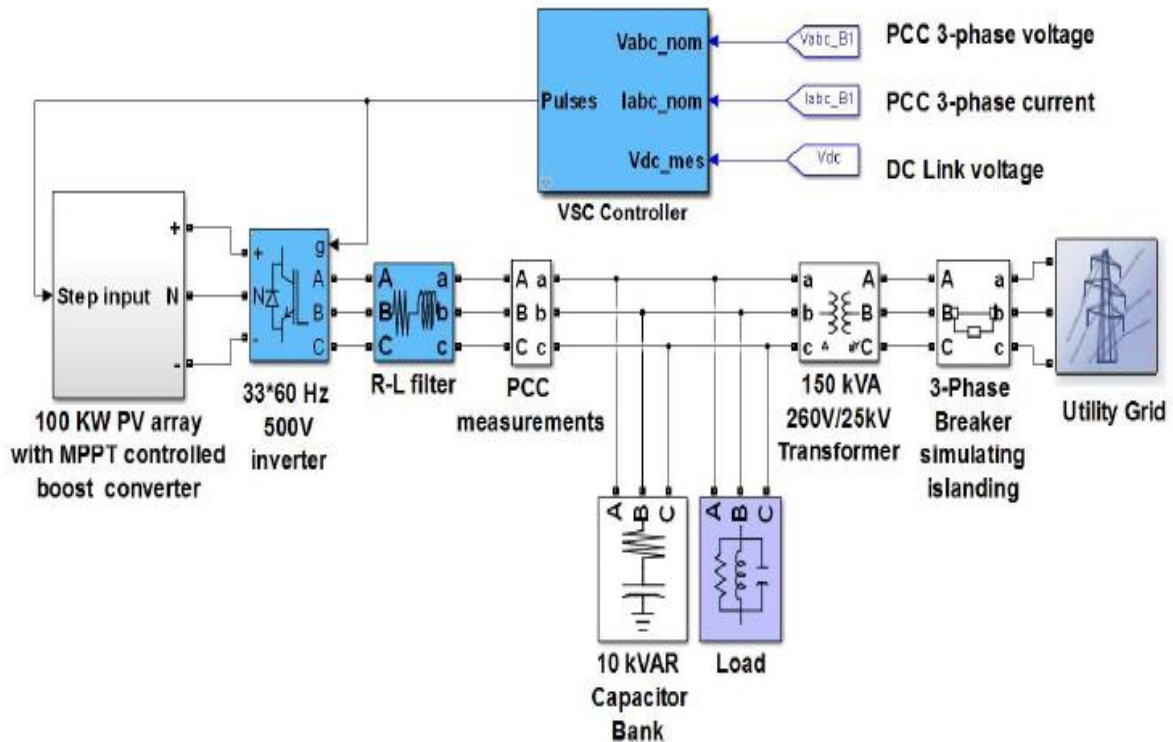 Vabc_nom
Vabc_B1
PCC 3-phase voltage
Pulses
Iabc_nom
Iabc_B1
PCC 3-phase current
Vdc_mes
Vdc
DC Link voltage
VSC Controller
+ + g
A A a A a a A A a
Step input N N B B b B b b B B b
- - C C c C c c C C c
33*60 Hz
500V
inverter
R-L filter
PCC
measurements
150 kVA
260V/25kV
Transformer
3-Phase
Breaker
simulating
islanding
Utility Grid
100 KW PV array
with MPPT controlled
boost converter
A B C
A B C
10 kVAR
Capacitor
Bank
Load